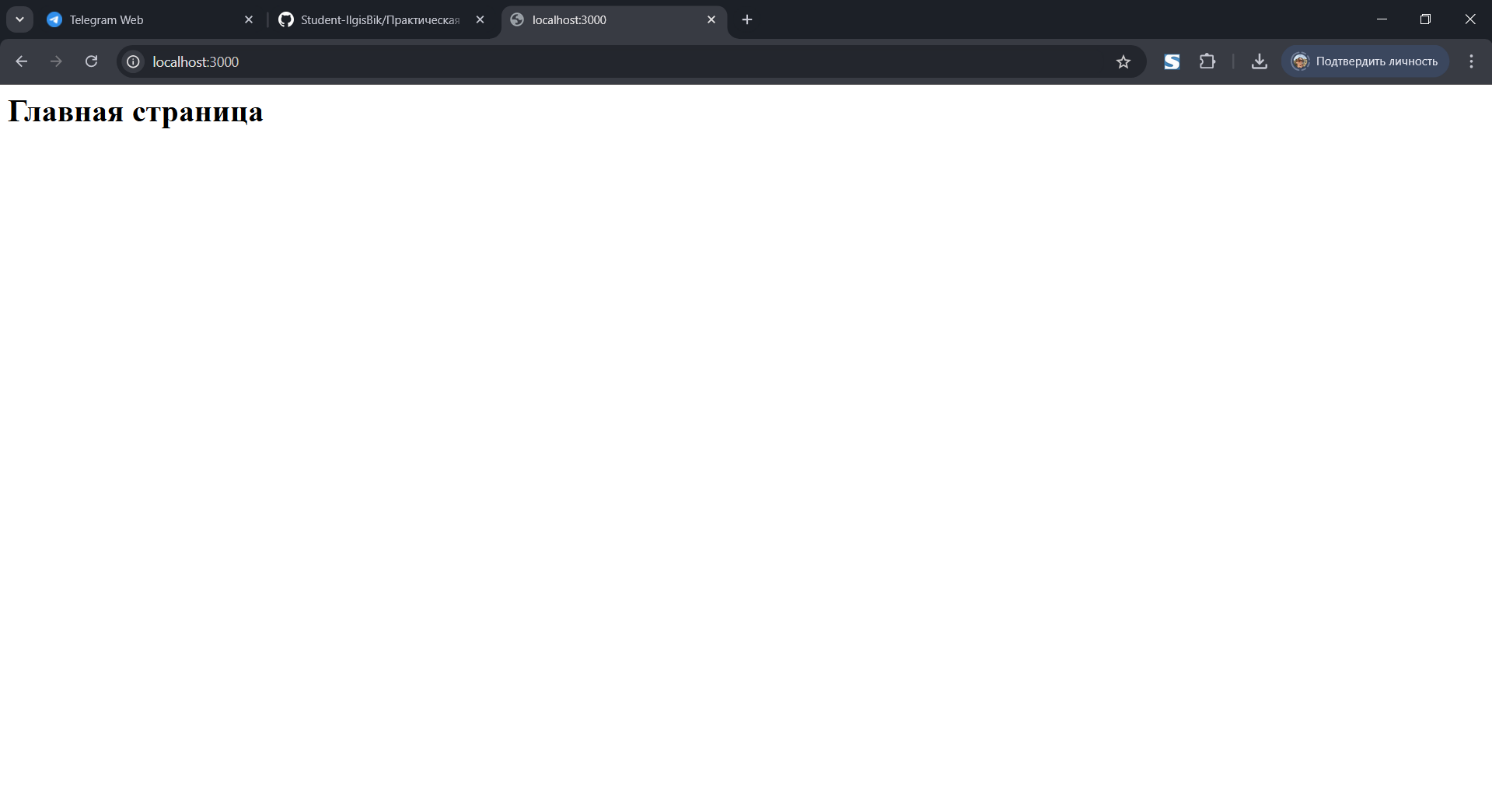 Telegram Web
Student-IlgisBik/Практическая
localhost:3000
localhost:3000
Подтвердить личность
Главная страница